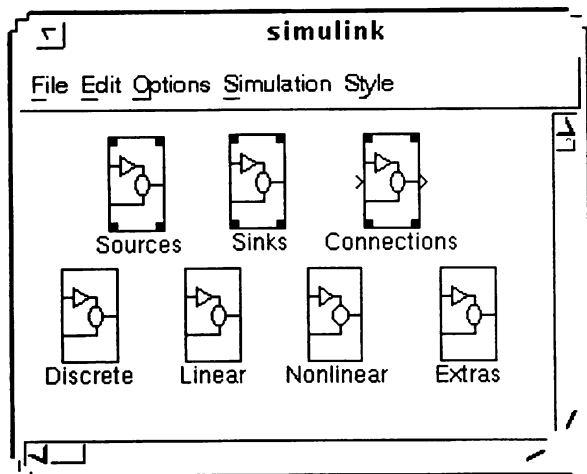 simulink
File Edit Options Simulation Style
Sources Sinks Connections
Discrete Linear Nonlinear Extras